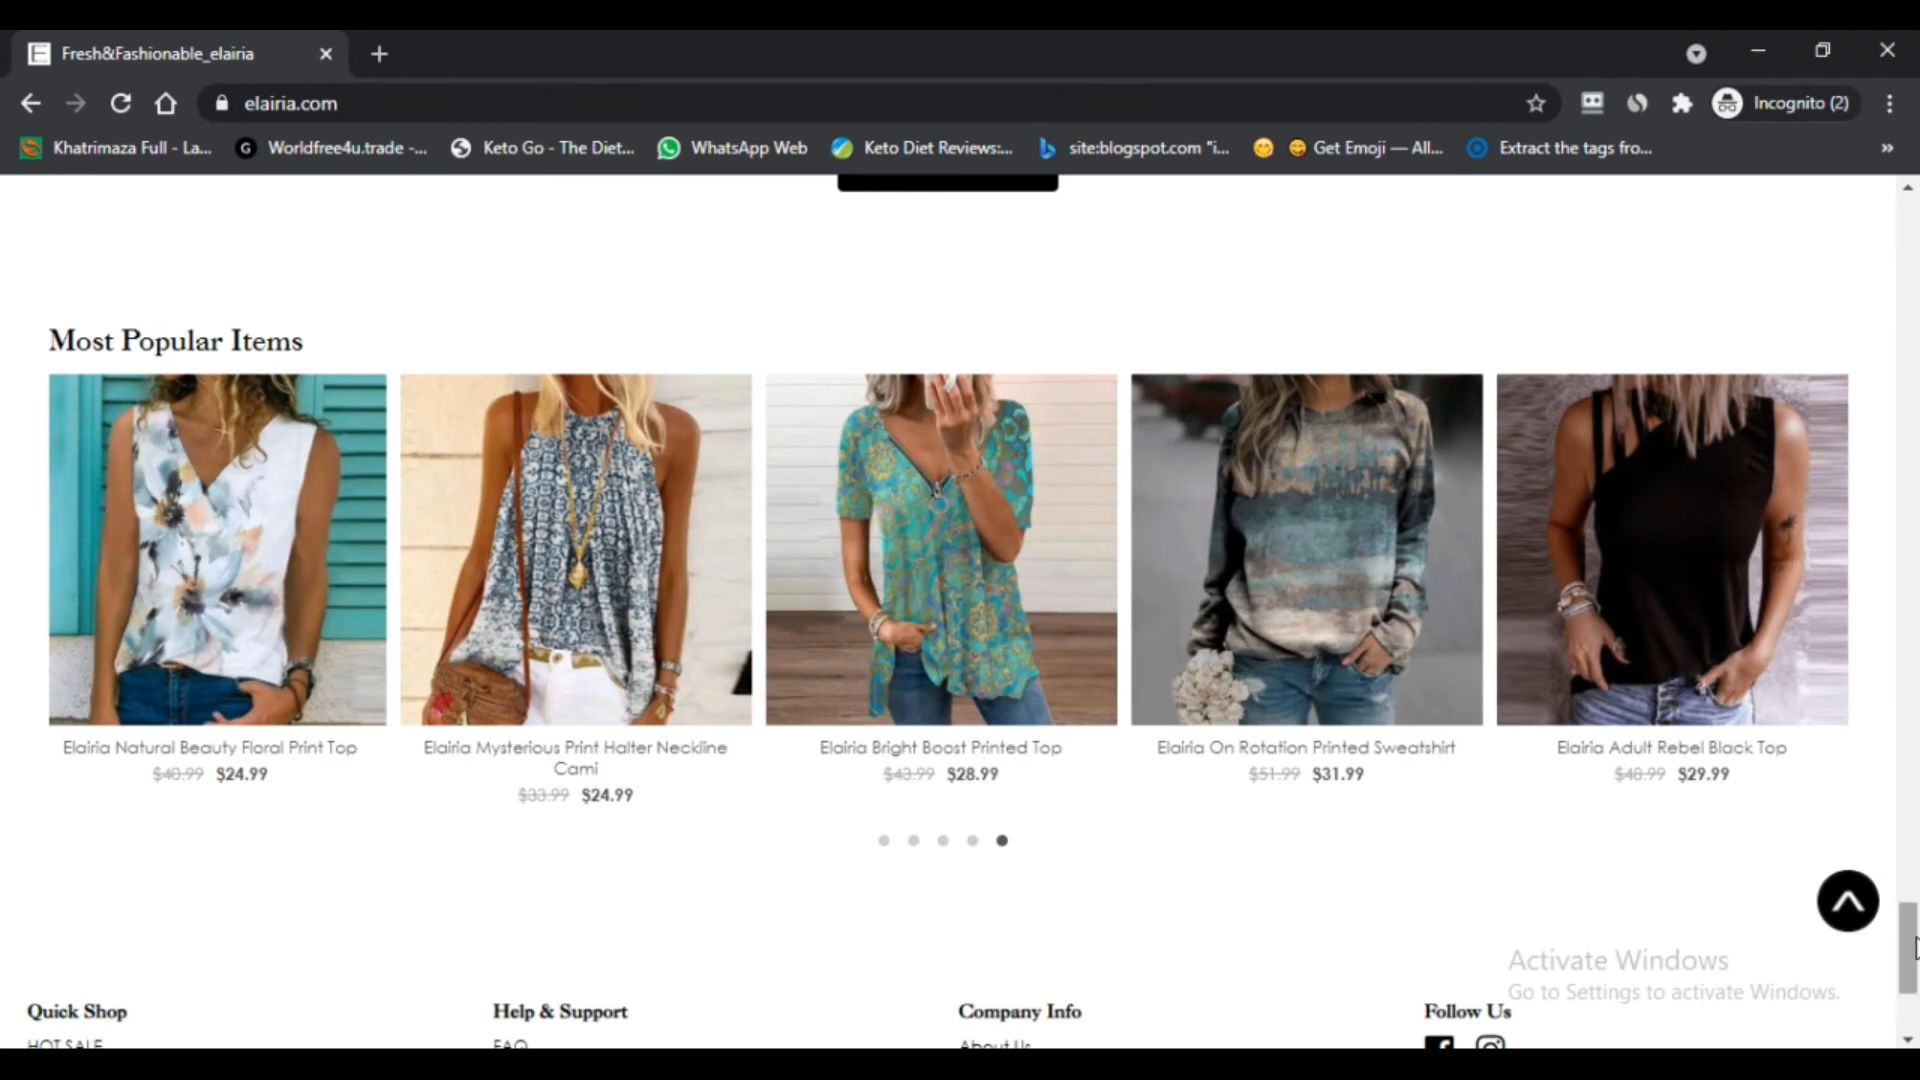 Fresh&Fashionable_elairia
elairia.com
Incognito (2)
Khatrimaza Full - La...
Worldfree4u.trade -...
Keto Go - The Diet...
WhatsApp Web
Keto Diet Reviews:...
site:blogspot.com "i...
Get Emoji — All...
Extract the tags fro...
Most Popular Items
Elairia Natural Beauty Floral Print Top
$40.99 $24.99
Elairia Mysterious Print Halter Neckline
Cami
$33.99 $24.99
Elairia Bright Boost Printed Top
$43.99 $28.99
Elairia On Rotation Printed Sweatshirt
$51.99 $31.99
Elairia Adult Rebel Black Top
$48.99 $29.99
Activate Windows
Go to Settings to activate Windows.
Quick Shop
Help & Support
Company Info
Follow Us
HOT SALE
FAQ
About Us